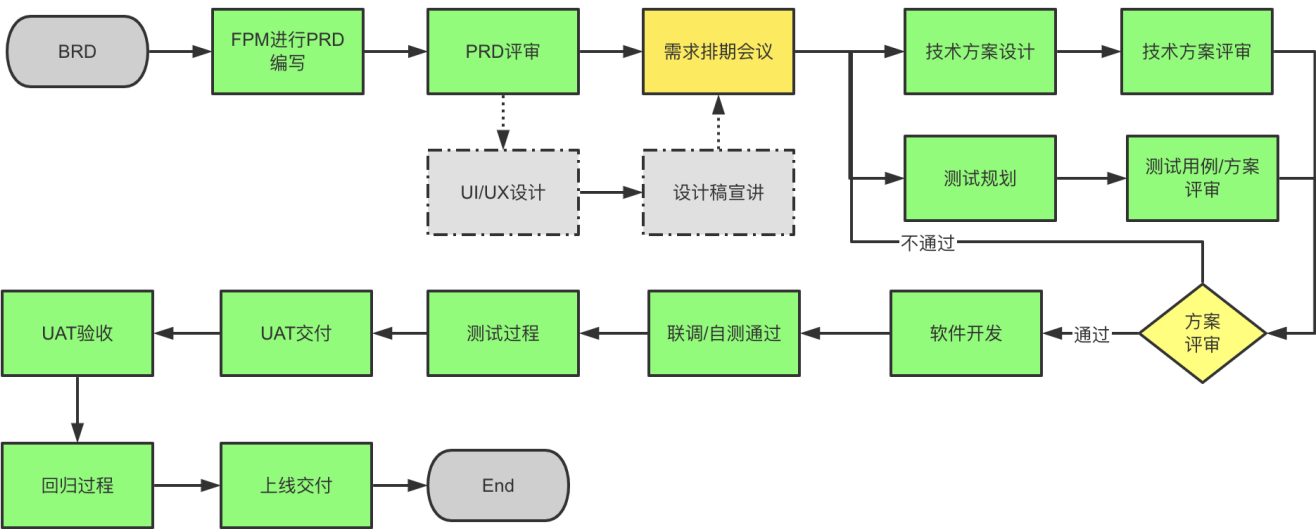 BRD
FPM进行PRD
编写
PRD评审
需求排期会议
技术方案设计
技术方案评审
UI/UX设计
设计稿宣讲
测试规划
测试用例/方案
评审
不通过
UAT验收
UAT交付
测试过程
联调/自测通过
软件开发
通过
方案
评审
回归过程
上线交付
End